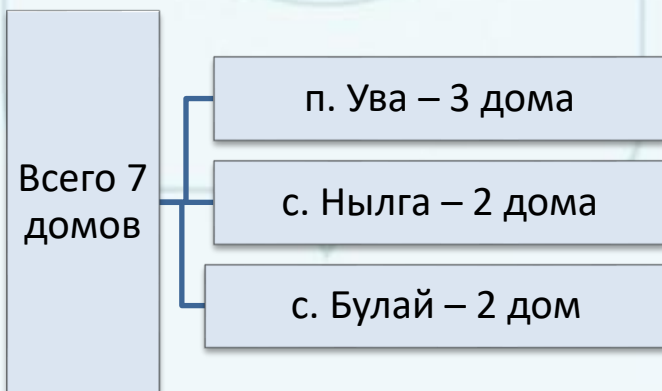 Всего 7
домов
п. Ува – 3 дома
с. Нылга – 2 дома
с. Булай – 2 дом